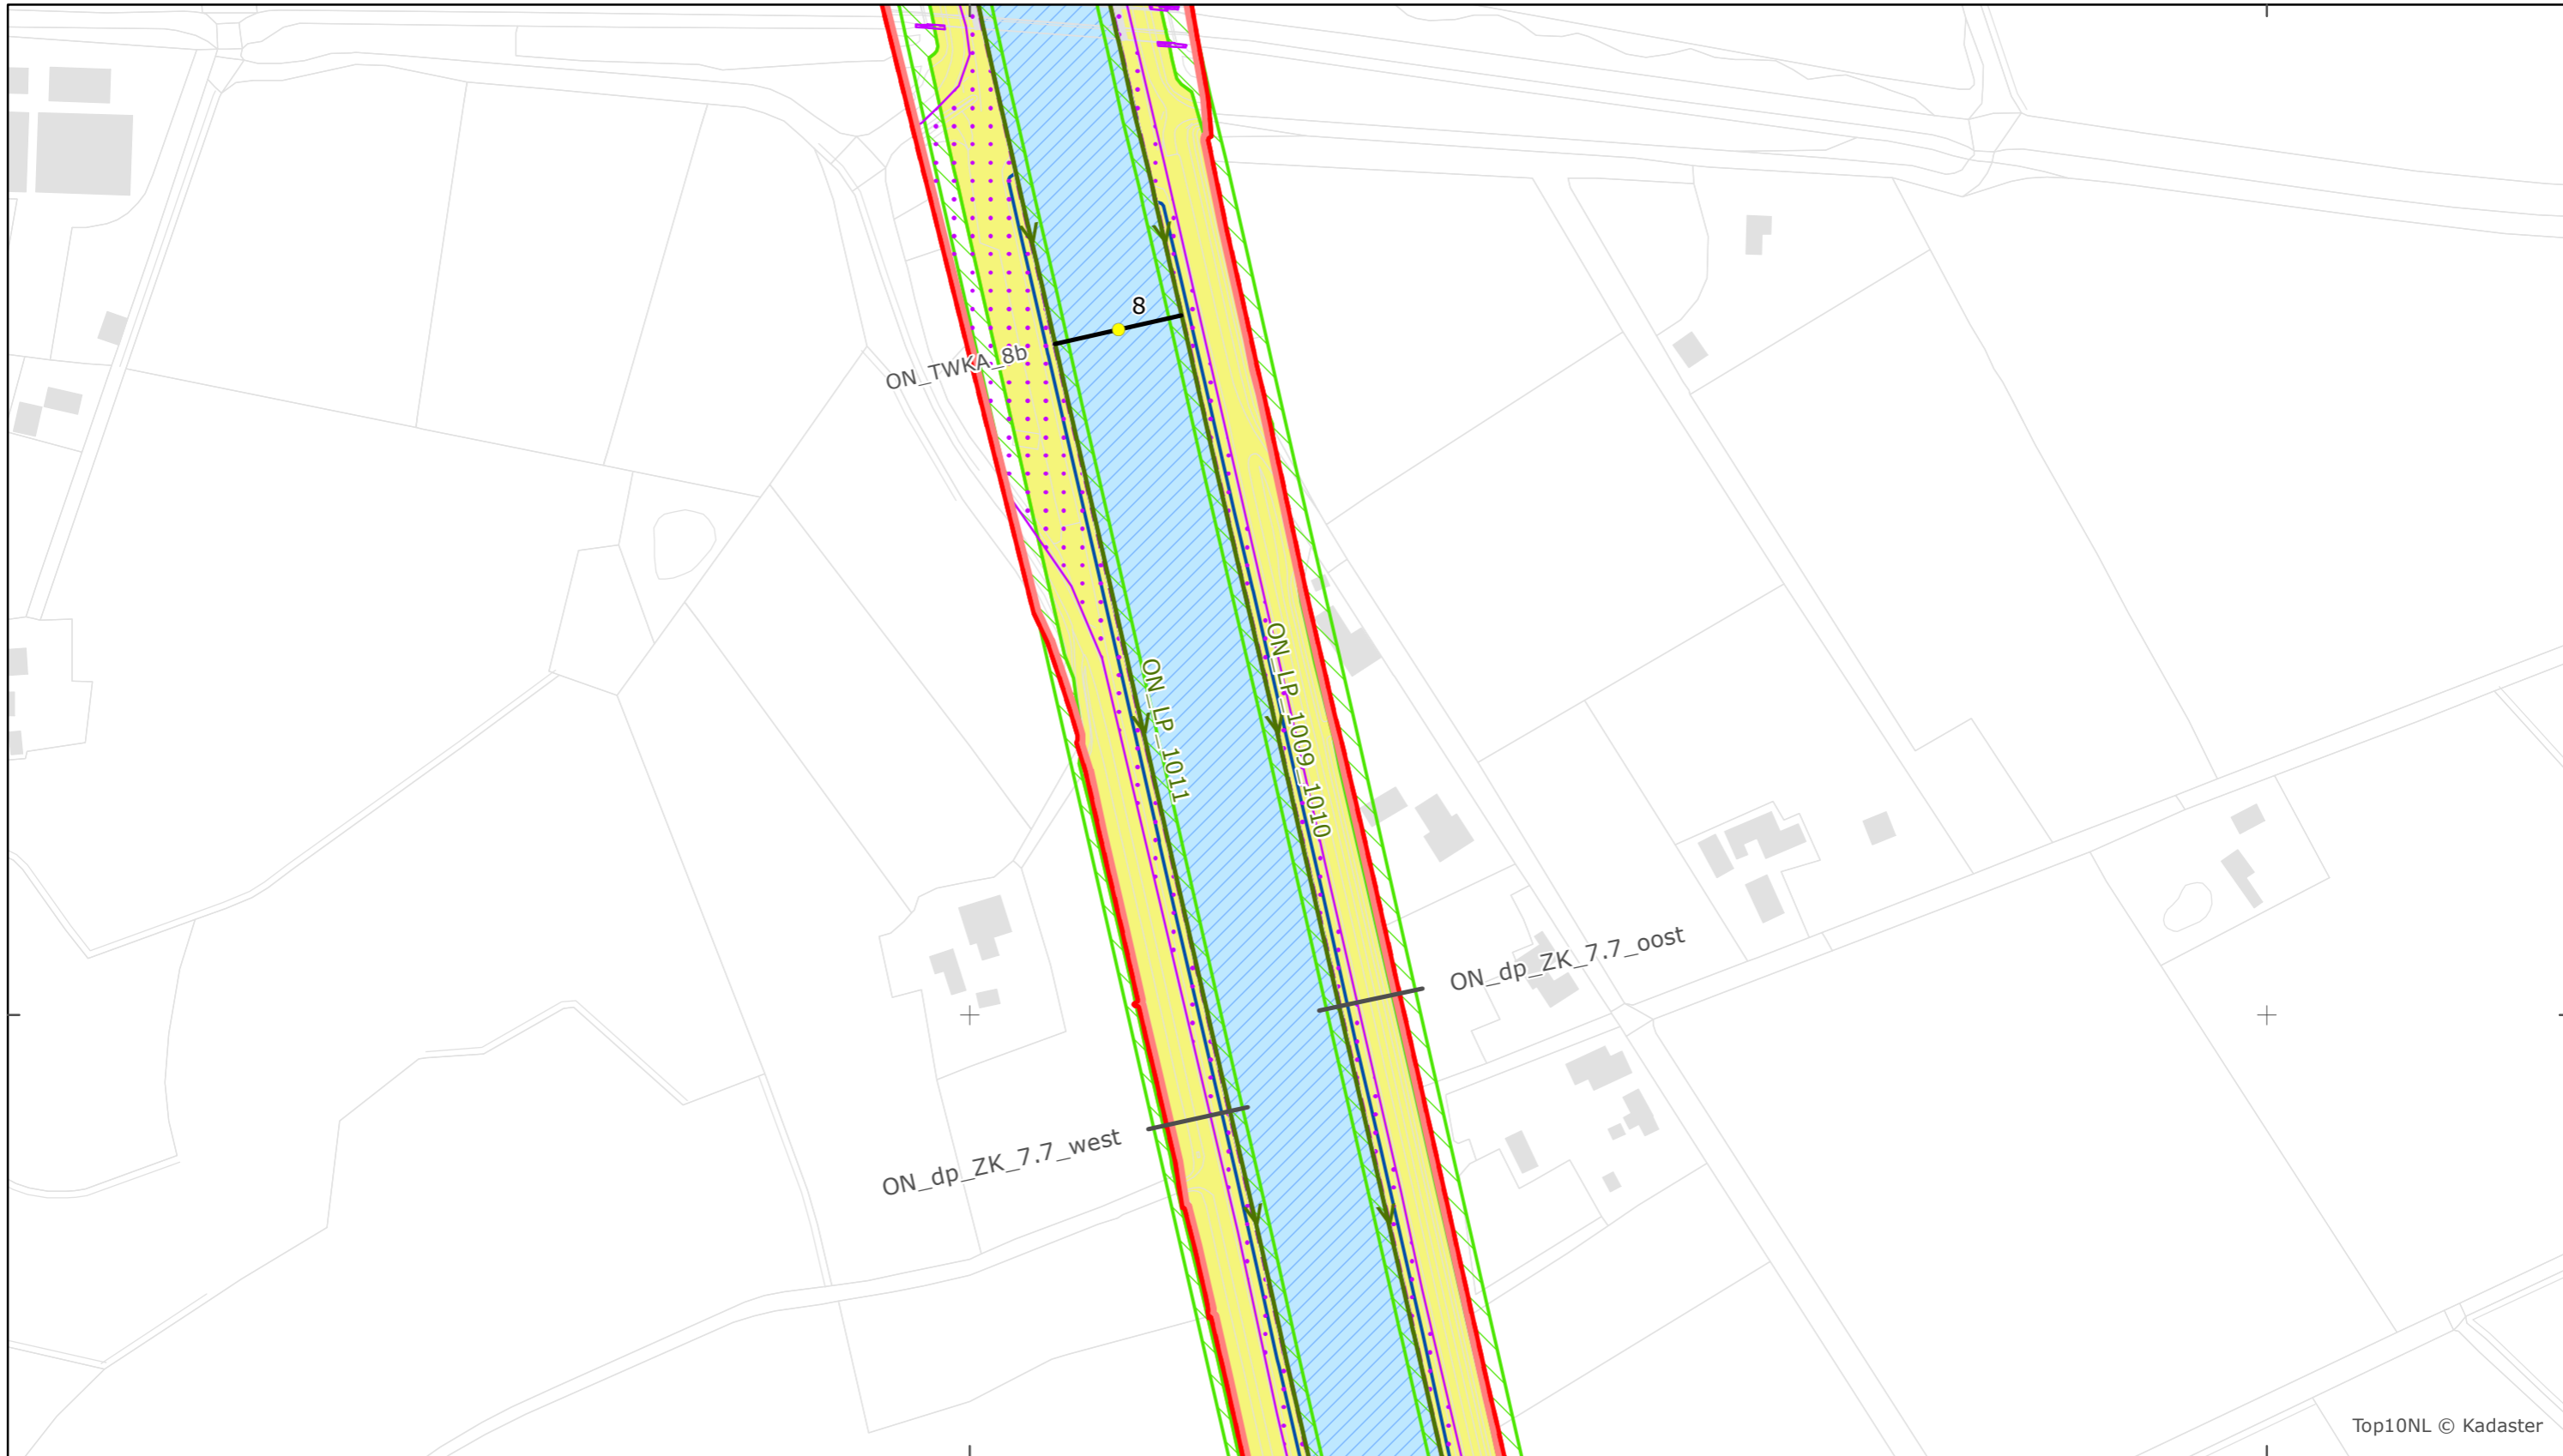 8
ON_TWKA_8b
ON_LP_1011
ON_LP_1009_1010
ON_dp_ZK_7.7_oost
ON_dp_ZK_7.7_west
Top10NL © Kadaster